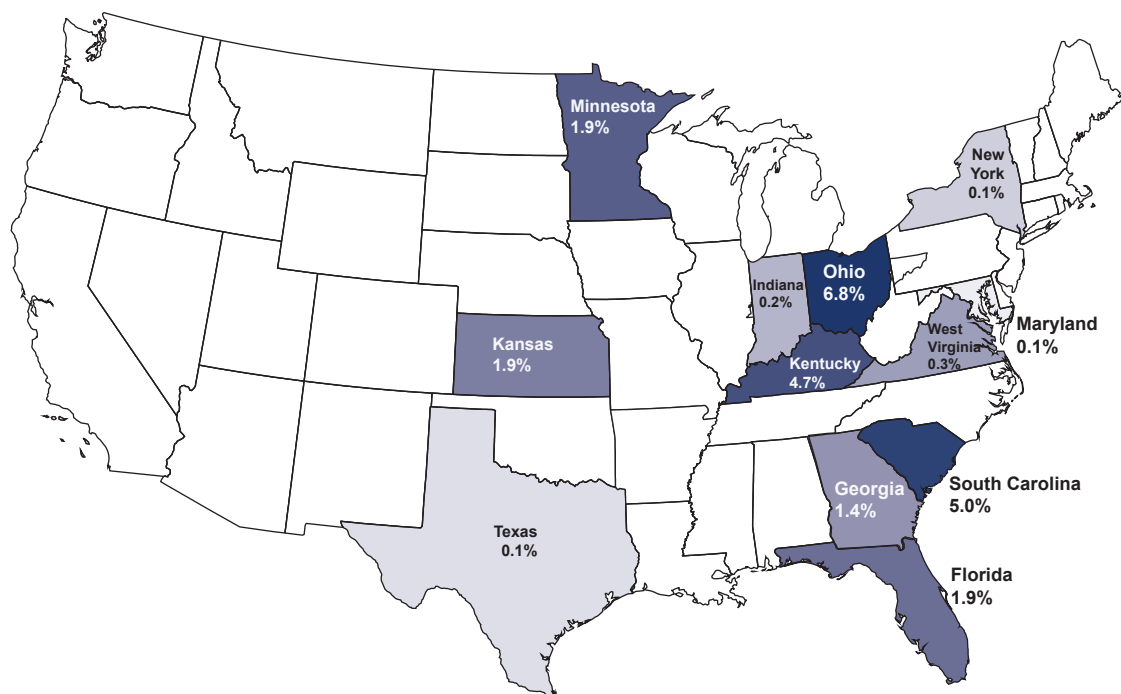 Minnesota
1.9%
New
York
0.1%
Indiana
0.2%
Ohio
6.8%
Maryland
0.1%
West
Virginia
0.3%
Kansas
1.9%
Kentucky
4.7%
South Carolina
5.0%
Georgia
1.4%
Texas
0.1%
Florida
1.9%